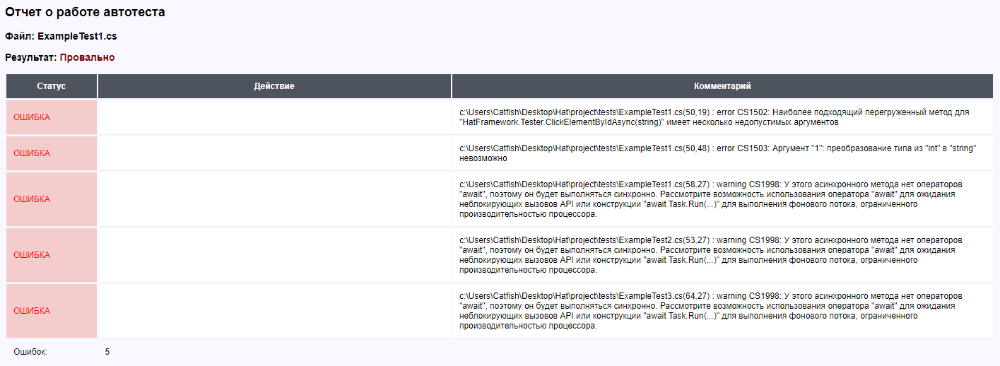 Отчет о работе автотеста
Файл: ExampleTest1.cs
Результат: Провально
Статус Действие Комментарий
ОШИБКА
c:\Users\Catfish\Desktop\Hat\project\tests\ExampleTest1.cs(50,19) : error CS1502: Наиболее подходящий перегруженный метод для
"HatFramework.Tester.ClickElementByIdAsync(string)" имеет несколько недопустимых аргументов
ОШИБКА
c:\Users\Catfish\Desktop\Hat\project\tests\ExampleTest1.cs(50,48) : error CS1503: Аргумент "1": преобразование типа из "int" в "string"
невозможно
ОШИБКА
c:\Users\Catfish\Desktop\Hat\project\tests\ExampleTest1.cs(58,27) : warning CS1998: У этого асинхронного метода нет операторов
"await", поэтому он будет выполняться синхронно. Рассмотрите возможность использования оператора "await" для ожидания
неблокирующих вызовов API или конструкции "await Task.Run(...)" для выполнения фонового потока, ограниченного
производительностью процессора.
ОШИБКА
c:\Users\Catfish\Desktop\Hat\project\tests\ExampleTest2.cs(53,27) : warning CS1998: У этого асинхронного метода нет операторов
"await", поэтому он будет выполняться синхронно. Рассмотрите возможность использования оператора "await" для ожидания
неблокирующих вызовов API или конструкции "await Task.Run(...)" для выполнения фонового потока, ограниченного
производительностью процессора.
ОШИБКА
c:\Users\Catfish\Desktop\Hat\project\tests\ExampleTest3.cs(64,27) : warning CS1998: У этого асинхронного метода нет операторов
"await", поэтому он будет выполняться синхронно. Рассмотрите возможность использования оператора "await" для ожидания
неблокирующих вызовов API или конструкции "await Task.Run(...)" для выполнения фонового потока, ограниченного
производительностью процессора.
Ошибок: 5